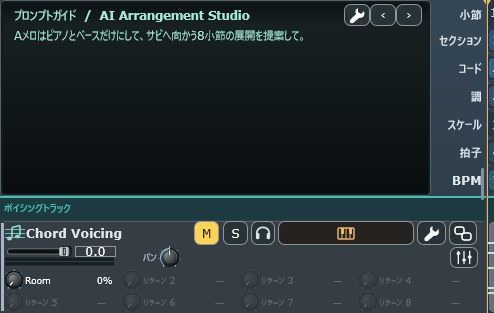 プロンプトガイド / AI Arrangement Studio
Aメロはピアノとベースだけにして、サビへ向かう8小節の展開を提案して。
小節
セクション
コード
調
スケール
拍子
BPM
ボイシングトラック
Chord Voicing M S
0.0 パン
Room 0% リターン 2 — リターン 3 — リターン 4 —
リターン 5 — リターン 6 — リターン 7 — リターン 8 —